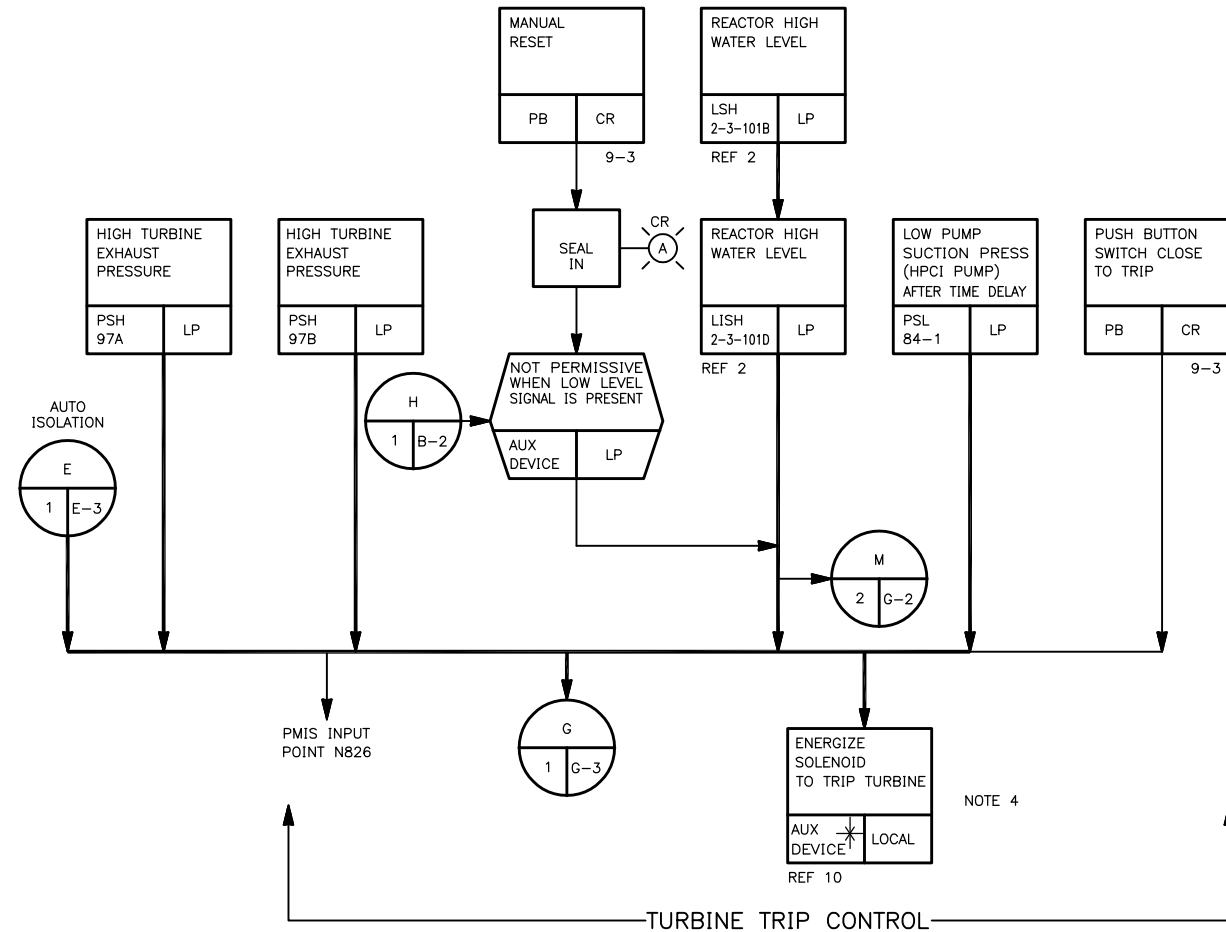 MANUAL
RESET
PB
CR
9-3
REACTOR HIGH
WATER LEVEL
LSH
2-3-101B
LP
REF 2
HIGH TURBINE
EXHAUST
PRESSURE
PSH
97A
LP
HIGH TURBINE
EXHAUST
PRESSURE
PSH
97B
LP
SEAL
IN
CR
A
REACTOR HIGH
WATER LEVEL
LISH
2-3-101D
LP
REF 2
LOW PUMP
SUCTION PRESS
(HPCI PUMP)
AFTER TIME DELAY
PSL
84-1
LP
PUSH BUTTON
SWITCH CLOSE
TO TRIP
PB
CR
9-3
NOT PERMISSIVE
WHEN LOW LEVEL
SIGNAL IS PRESENT
AUX
DEVICE
LP
H
1
B-2
AUTO
ISOLATION
E
1
E-3
M
2
G-2
PMIS INPUT
POINT N826
G
1
G-3
ENERGIZE
SOLENOID
TO TRIP TURBINE
AUX
DEVICE
LOCAL
REF 10
NOTE 4
TURBINE TRIP CONTROL